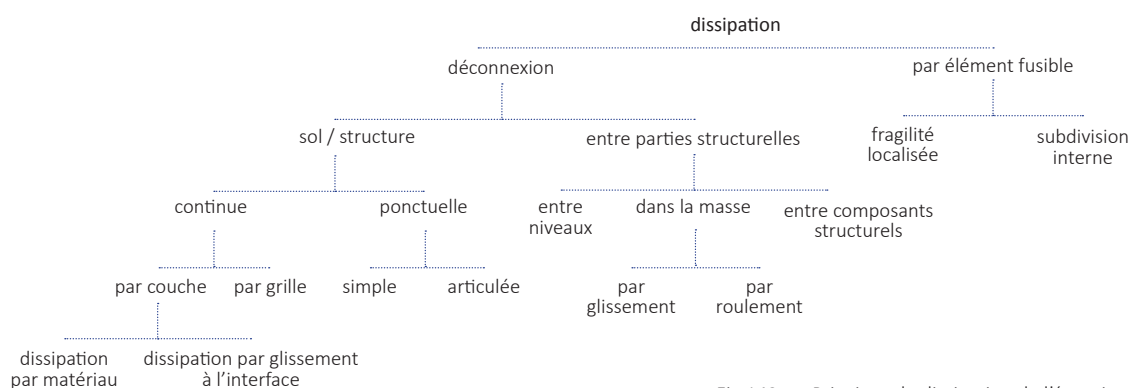 dissipation
déconnexion
par élément fusible
sol / structure
entre parties structurelles
fragilité
localisée
subdivision
interne
continue
ponctuelle
entre
niveaux
dans la masse
entre composants
structurels
par couche
par grille
simple
articulée
par
glissement
par
roulement
dissipation
par matériau
dissipation par glissement
à l'interface